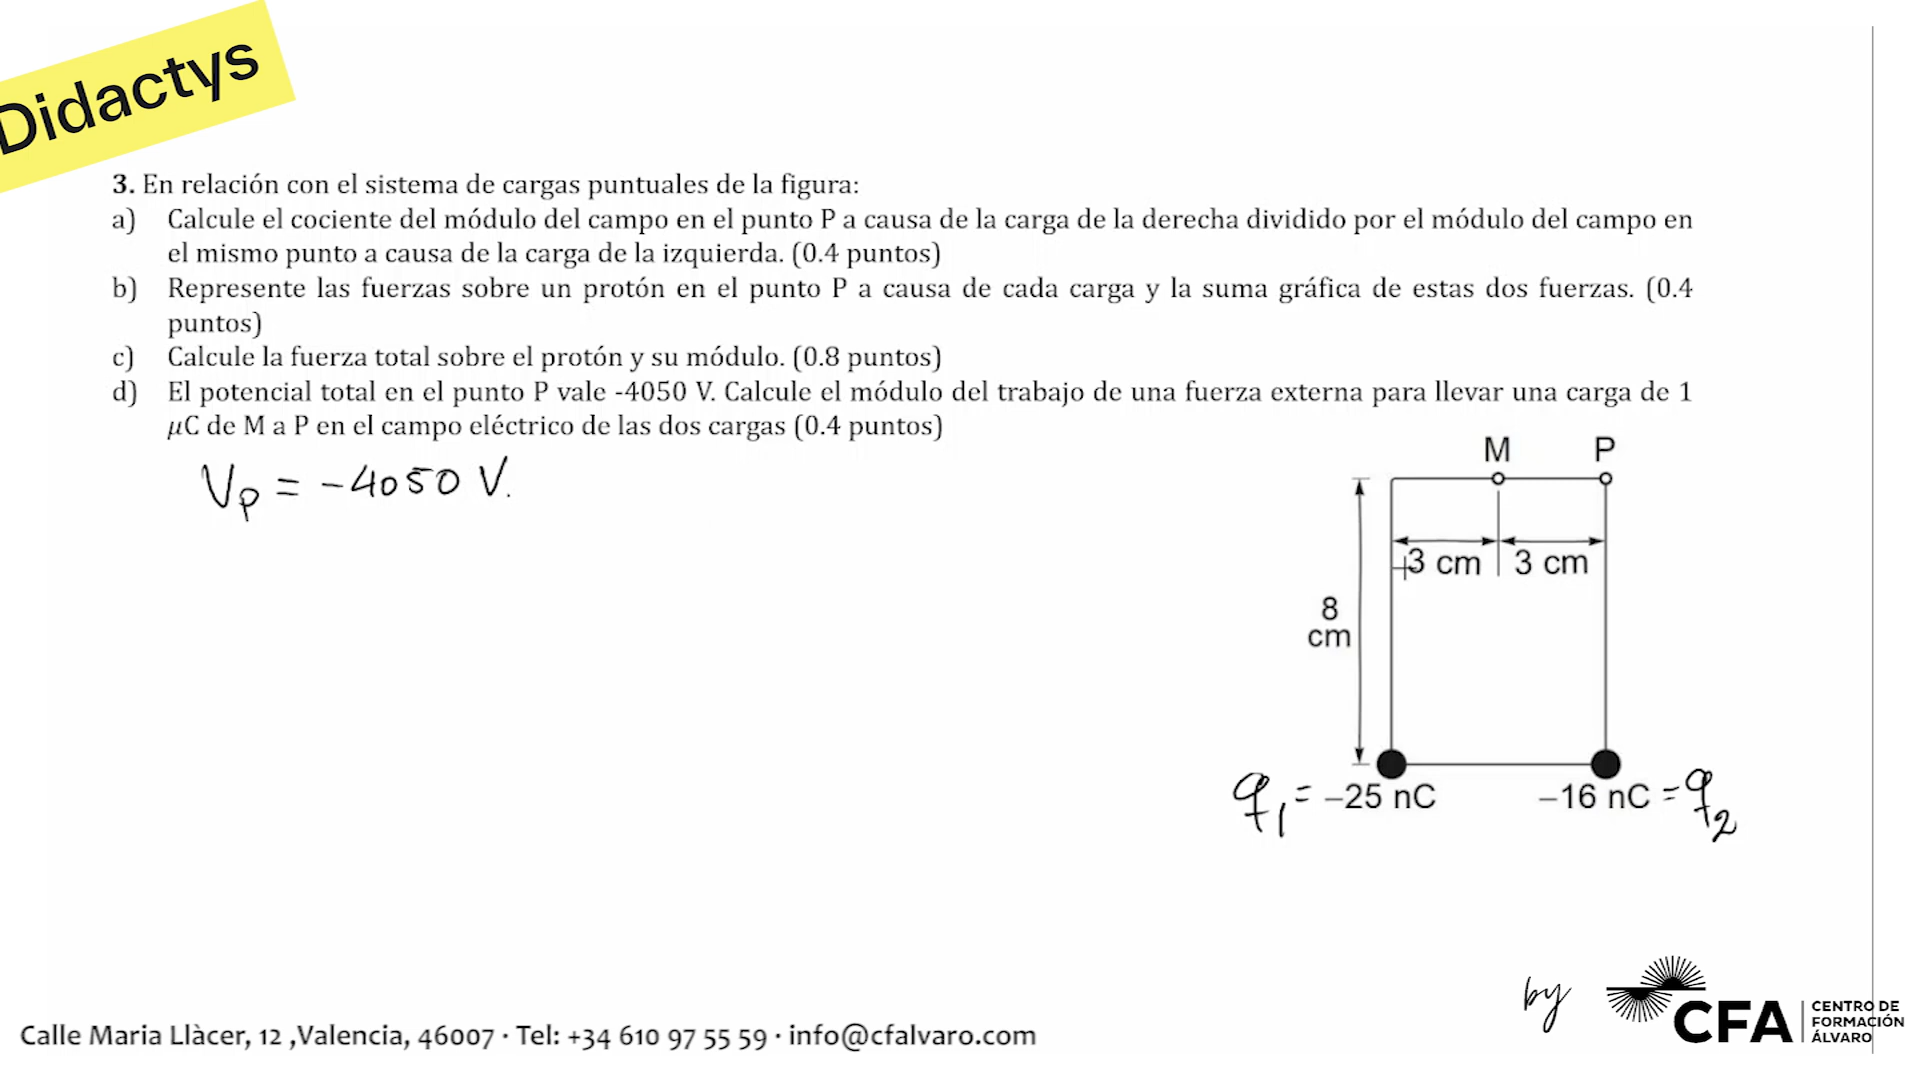 Didactys
3. En relación con el sistema de cargas puntuales de la figura:
a) Calcule el cociente del módulo del campo en el punto P a causa de la carga de la derecha dividido por el módulo del campo en
el mismo punto a causa de la carga de la izquierda. (0.4 puntos)
b) Represente las fuerzas sobre un protón en el punto P a causa de cada carga y la suma gráfica de estas dos fuerzas. (0.4
puntos)
c) Calcule la fuerza total sobre el protón y su módulo. (0.8 puntos)
d) El potencial total en el punto P vale -4050 V. Calcule el módulo del trabajo de una fuerza externa para llevar una carga de 1
μC de M a P en el campo eléctrico de las dos cargas (0.4 puntos)
Vp = -4050 V.
M P
3 cm 3 cm
8
cm
q1 = −25 nC −16 nC = q2
by
CFA
CENTRO DE
FORMACIÓN
ÁLVARO
Calle Maria Llàcer, 12 ,Valencia, 46007 · Tel: +34 610 97 55 59 · info@cfalvaro.com